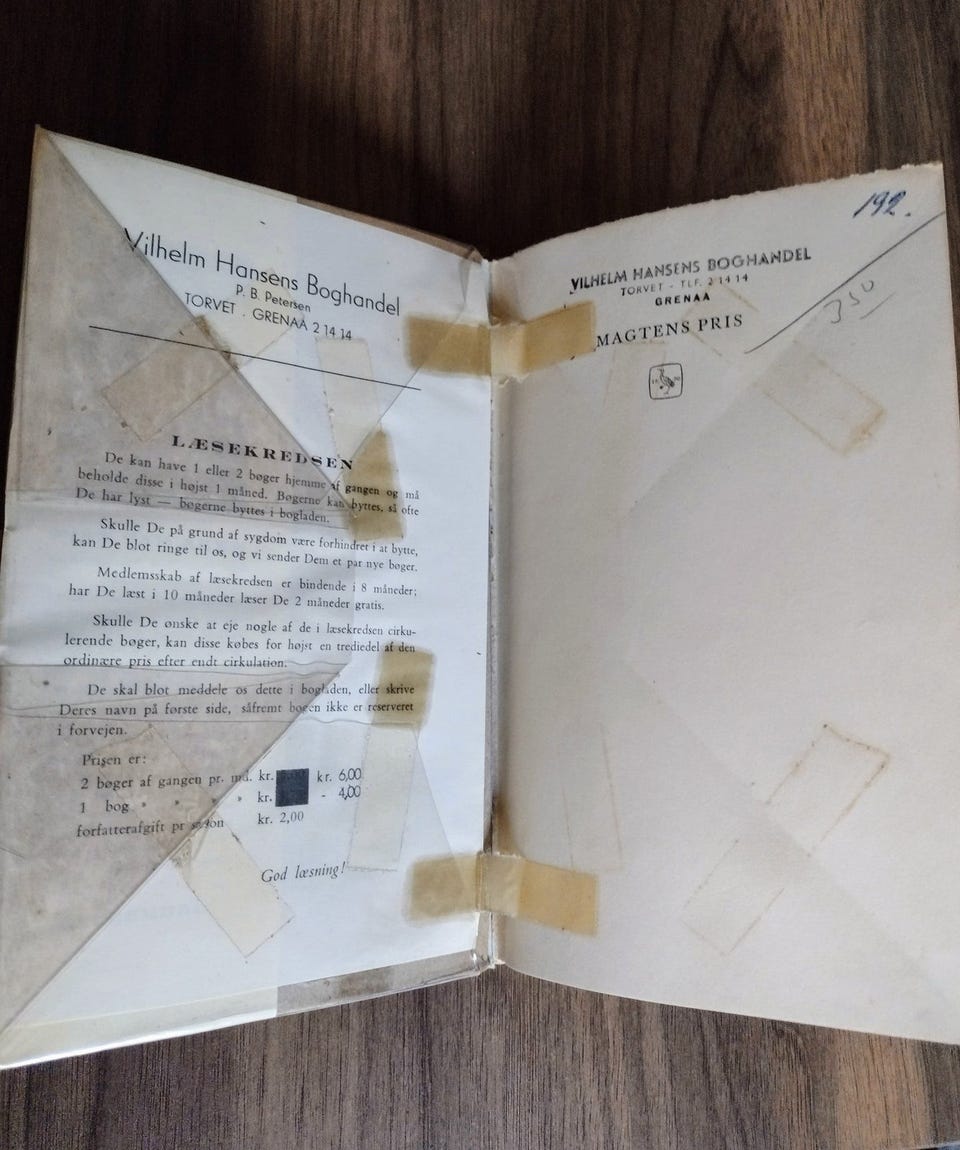 Vilhelm Hansens Boghandel
P. B. Petersen
TORVET . GRENAA 2 14 14
LÆSEKREDSEN
De kan have 1 eller 2 bøger hjemme af gangen og må
beholde disse i højst 1 måned. Bøgerne kan byttes, så ofte
De har lyst — bøgerne byttes i bogladen.
Skulle De på grund af sygdom være forhindret i at bytte,
kan De blot ringe til os, og vi sender Dem et par nye bøger.
Medlemsskab af læsekredsen er bindende i 8 måneder;
har De læst i 10 måneder læser De 2 måneder gratis.
Skulle De ønske at eje nogle af de i læsekredsen cirku-
lerende bøger, kan disse købes for højst en trediedel af den
ordinære pris efter endt cirkulation.
De skal blot meddele os dette i bogladen, eller skrive
Deres navn på første side, såfremt bogen ikke er reserveret
i forvejen.
Prisen er:
2 bøger af gangen pr. md. kr. kr. 6,00
1 bog " " " " kr. - 4,00
forfatterafgift pr sæson kr. 2,00
God læsning!
192.
VILHELM HANSENS BOGHANDEL
TORVET - TLF. 2 14 14
GRENAA
350
MAGTENS PRIS